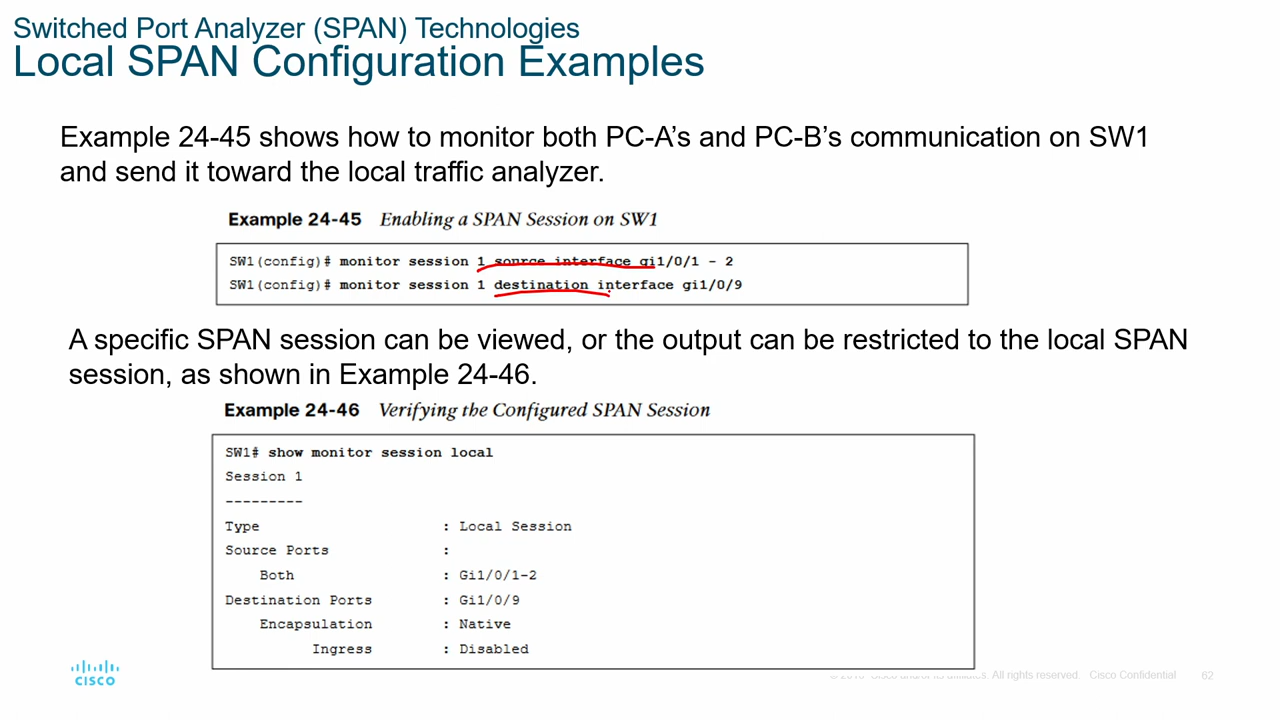 Switched Port Analyzer (SPAN) Technologies
Local SPAN Configuration Examples
Example 24-45 shows how to monitor both PC-A's and PC-B's communication on SW1
and send it toward the local traffic analyzer.
Example 24-45 Enabling a SPAN Session on SW1
SW1(config)# monitor session 1 source interface gi1/0/1 - 2
SW1(config)# monitor session 1 destination interface gi1/0/9
A specific SPAN session can be viewed, or the output can be restricted to the local SPAN
session, as shown in Example 24-46.
Example 24-46 Verifying the Configured SPAN Session
SW1# show monitor session local
Session 1
---------
Type : Local Session
Source Ports :
Both : Gi1/0/1-2
Destination Ports : Gi1/0/9
Encapsulation : Native
Ingress : Disabled
CISCO
All rights reserved. Cisco Confidential 62